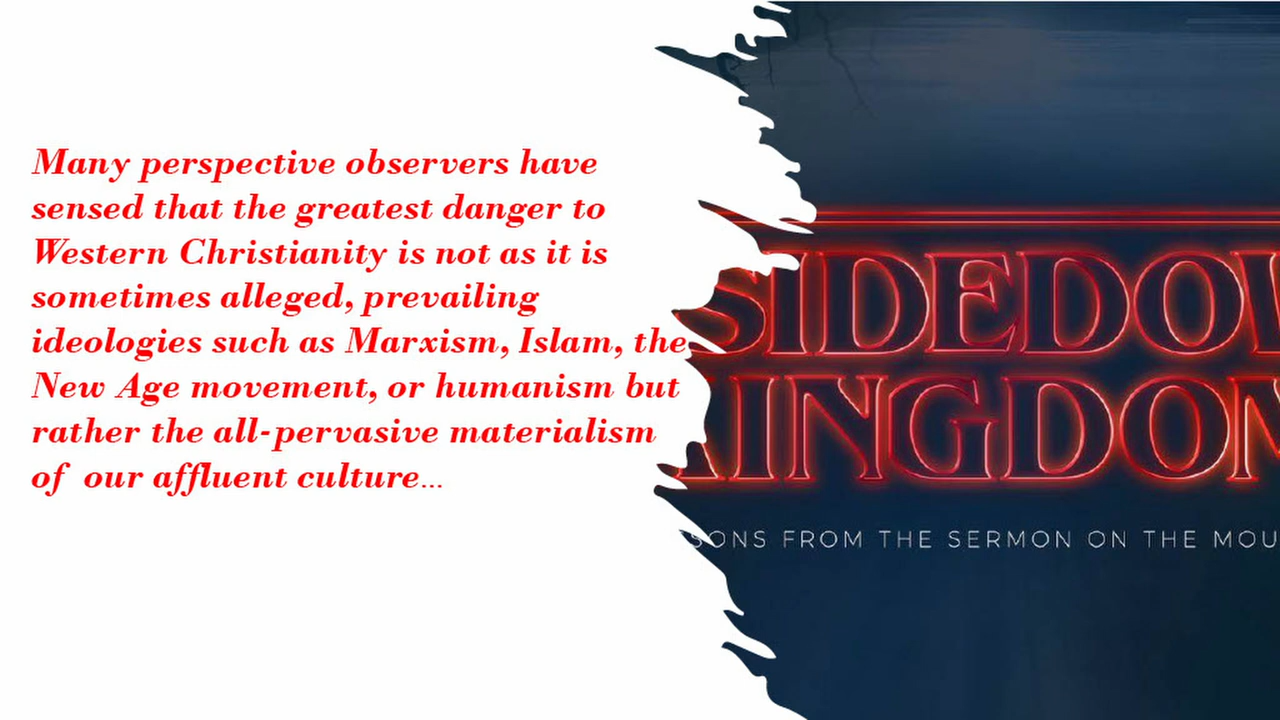 Many perspective observers have
sensed that the greatest danger to
Western Christianity is not as it is
sometimes alleged, prevailing
ideologies such as Marxism, Islam, the
New Age movement, or humanism but
rather the all-pervasive materialism
of our affluent culture...
SIDEDOW
KINGDOM
SONS FROM THE SERMON ON THE MOU